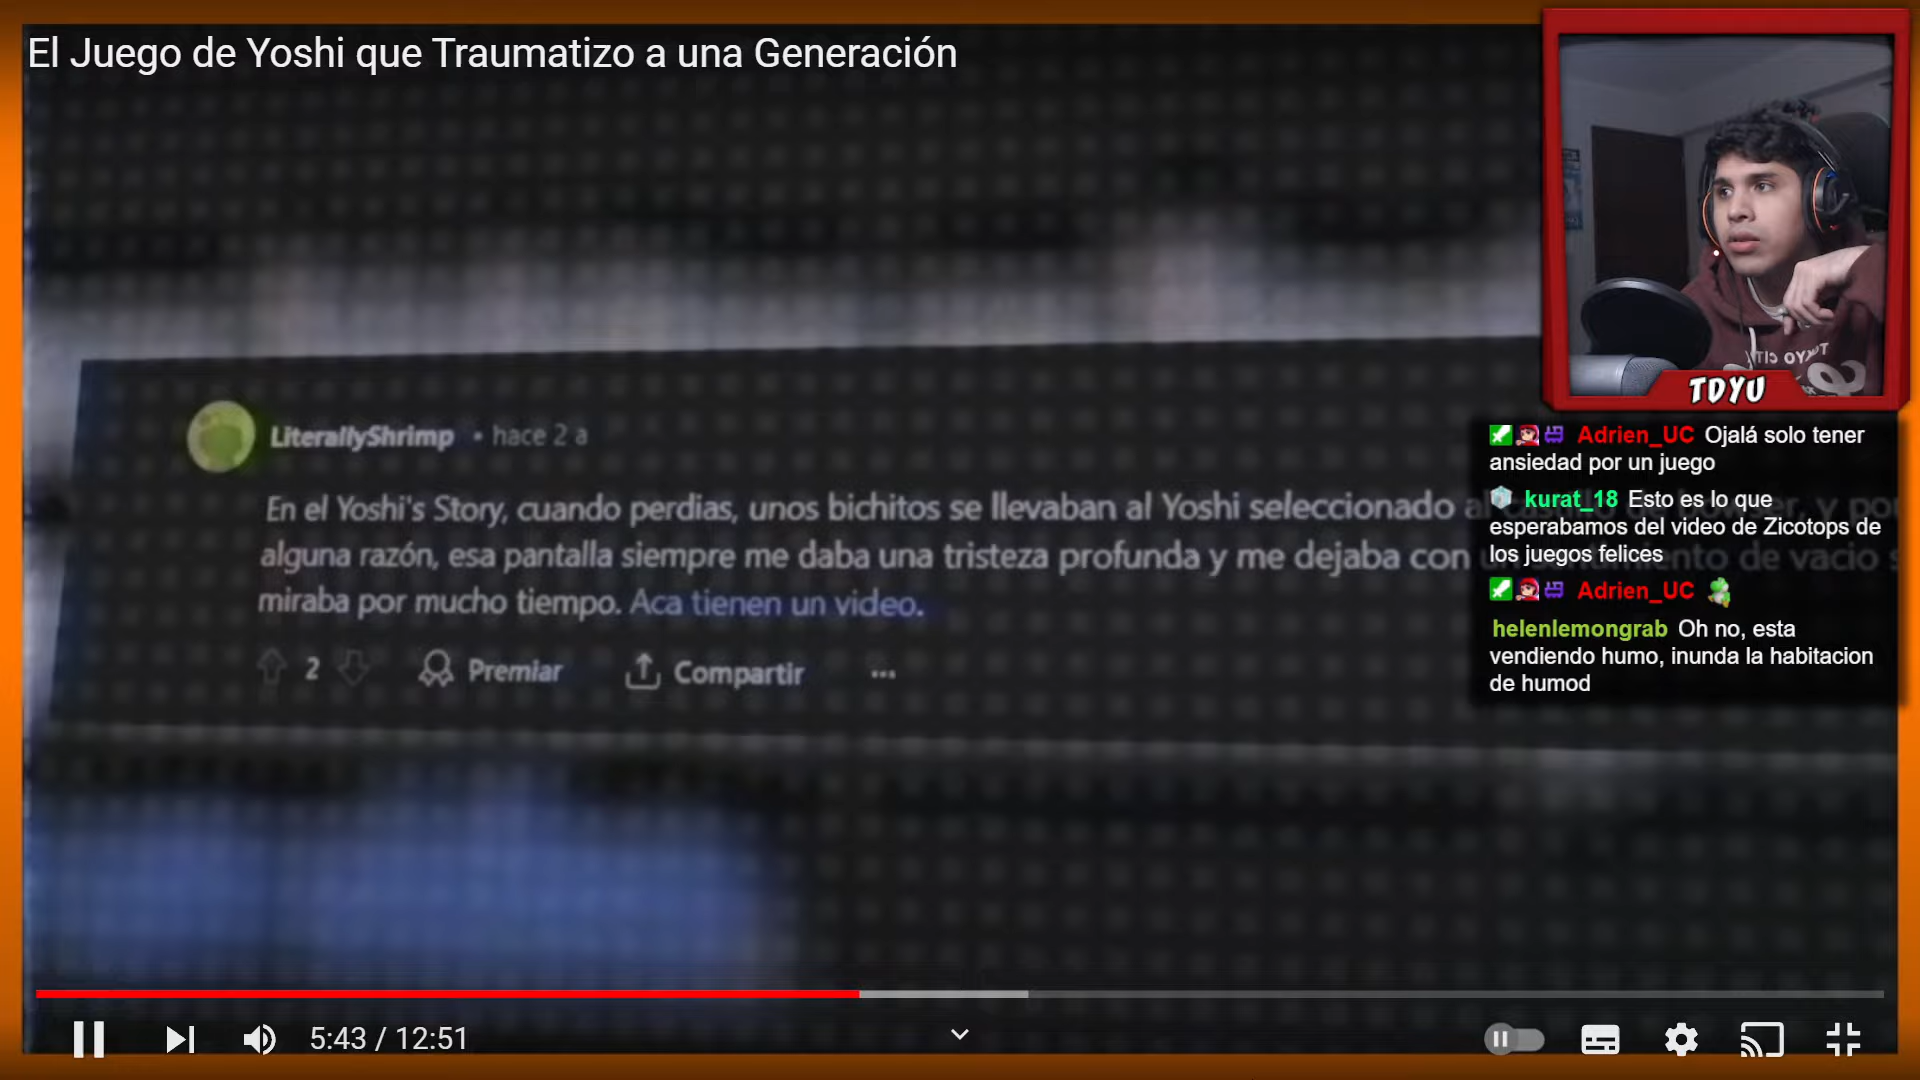 El Juego de Yoshi que Traumatizo a una Generación
TDYU
LiterallyShrimp • hace 2 a
En el Yoshi's Story, cuando perdias, unos bichitos se llevaban al Yoshi seleccionado
alguna razón, esa pantalla siempre me daba una tristeza profunda y me dejaba con
miraba por mucho tiempo. Aca tienen un video.
2 Premiar Compartir ...
Adrien_UC Ojalá solo tener
ansiedad por un juego
kurat_18 Esto es lo que
esperabamos del video de Zicotops de
los juegos felices
Adrien_UC
helenlemongrab Oh no, esta
vendiendo humo, inunda la habitacion
de humod
5:43 / 12:51